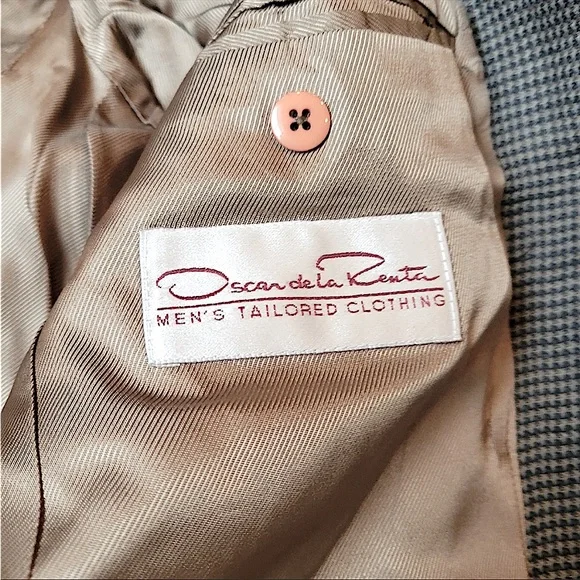 Oscar de la Renta
MEN'S TAILORED CLOTHING